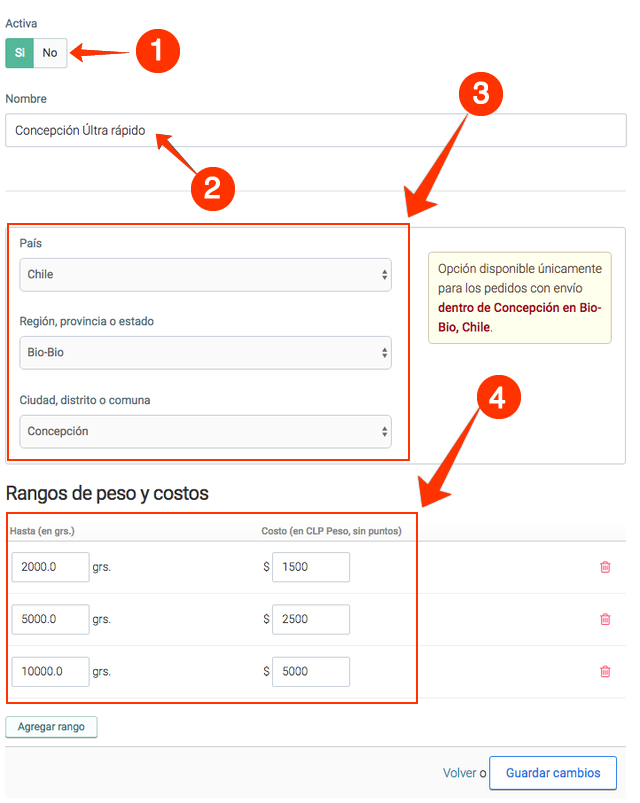 Activa
Si No
1
Nombre
3
Concepción Últra rápido
2
País
Chile
Región, provincia o estado
Bio-Bio
Ciudad, distrito o comuna
Concepción
Opción disponible únicamente
para los pedidos con envío
dentro de Concepción en Bio-
Bio, Chile.
4
Rangos de peso y costos
Hasta (en grs.) Costo (en CLP Peso, sin puntos)
2000.0 grs. $ 1500
5000.0 grs. $ 2500
10000.0 grs. $ 5000
Agregar rango
Volver o Guardar cambios